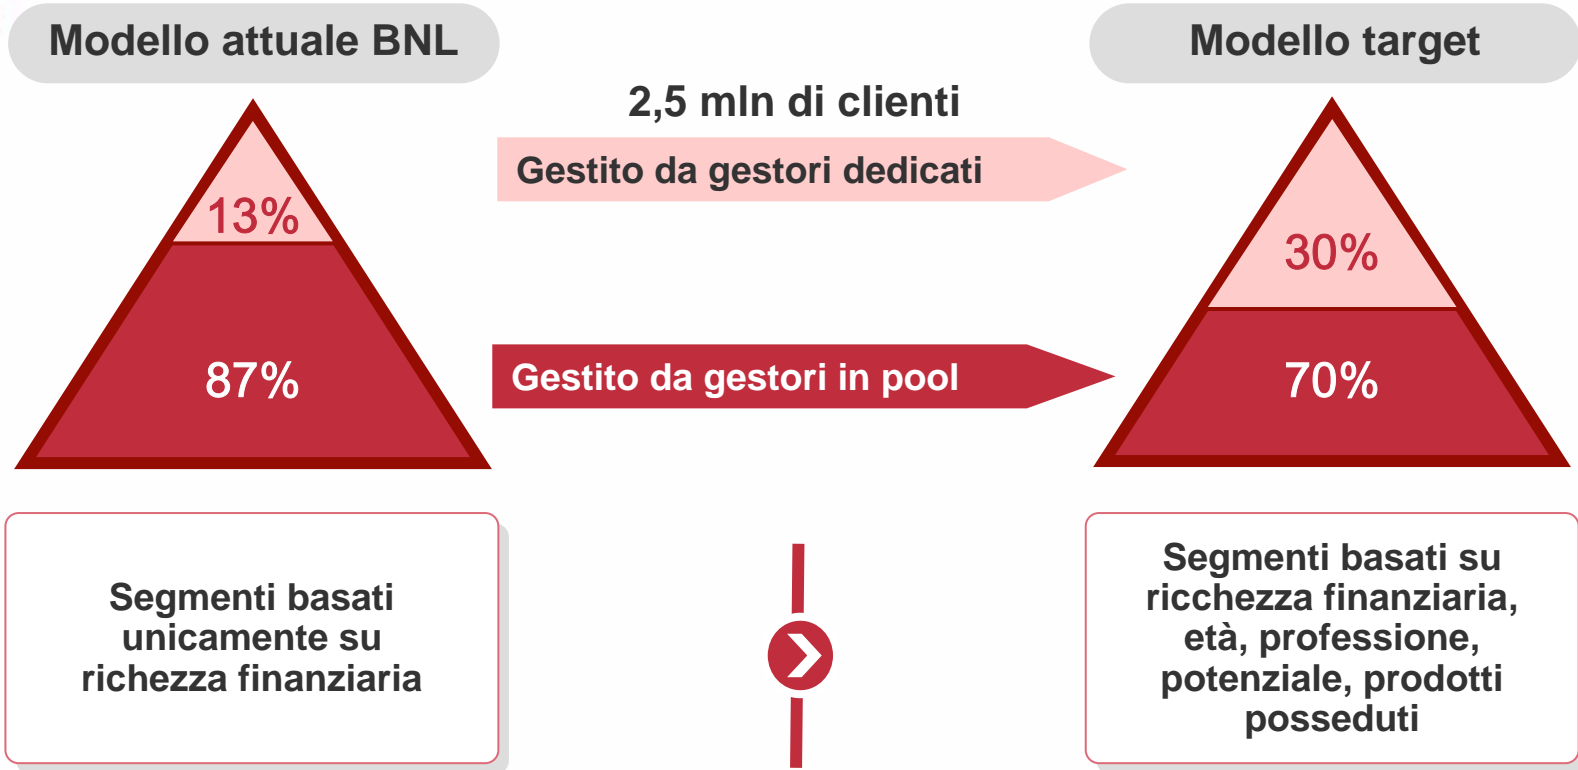 Modello attuale BNL
Modello target
2,5 mln di clienti
Gestito da gestori dedicati
13%
30%
87%
Gestito da gestori in pool
70%
Segmenti basati
unicamente su
richezza finanziaria
Segmenti basati su
ricchezza finanziaria,
età, professione,
potenziale, prodotti
posseduti